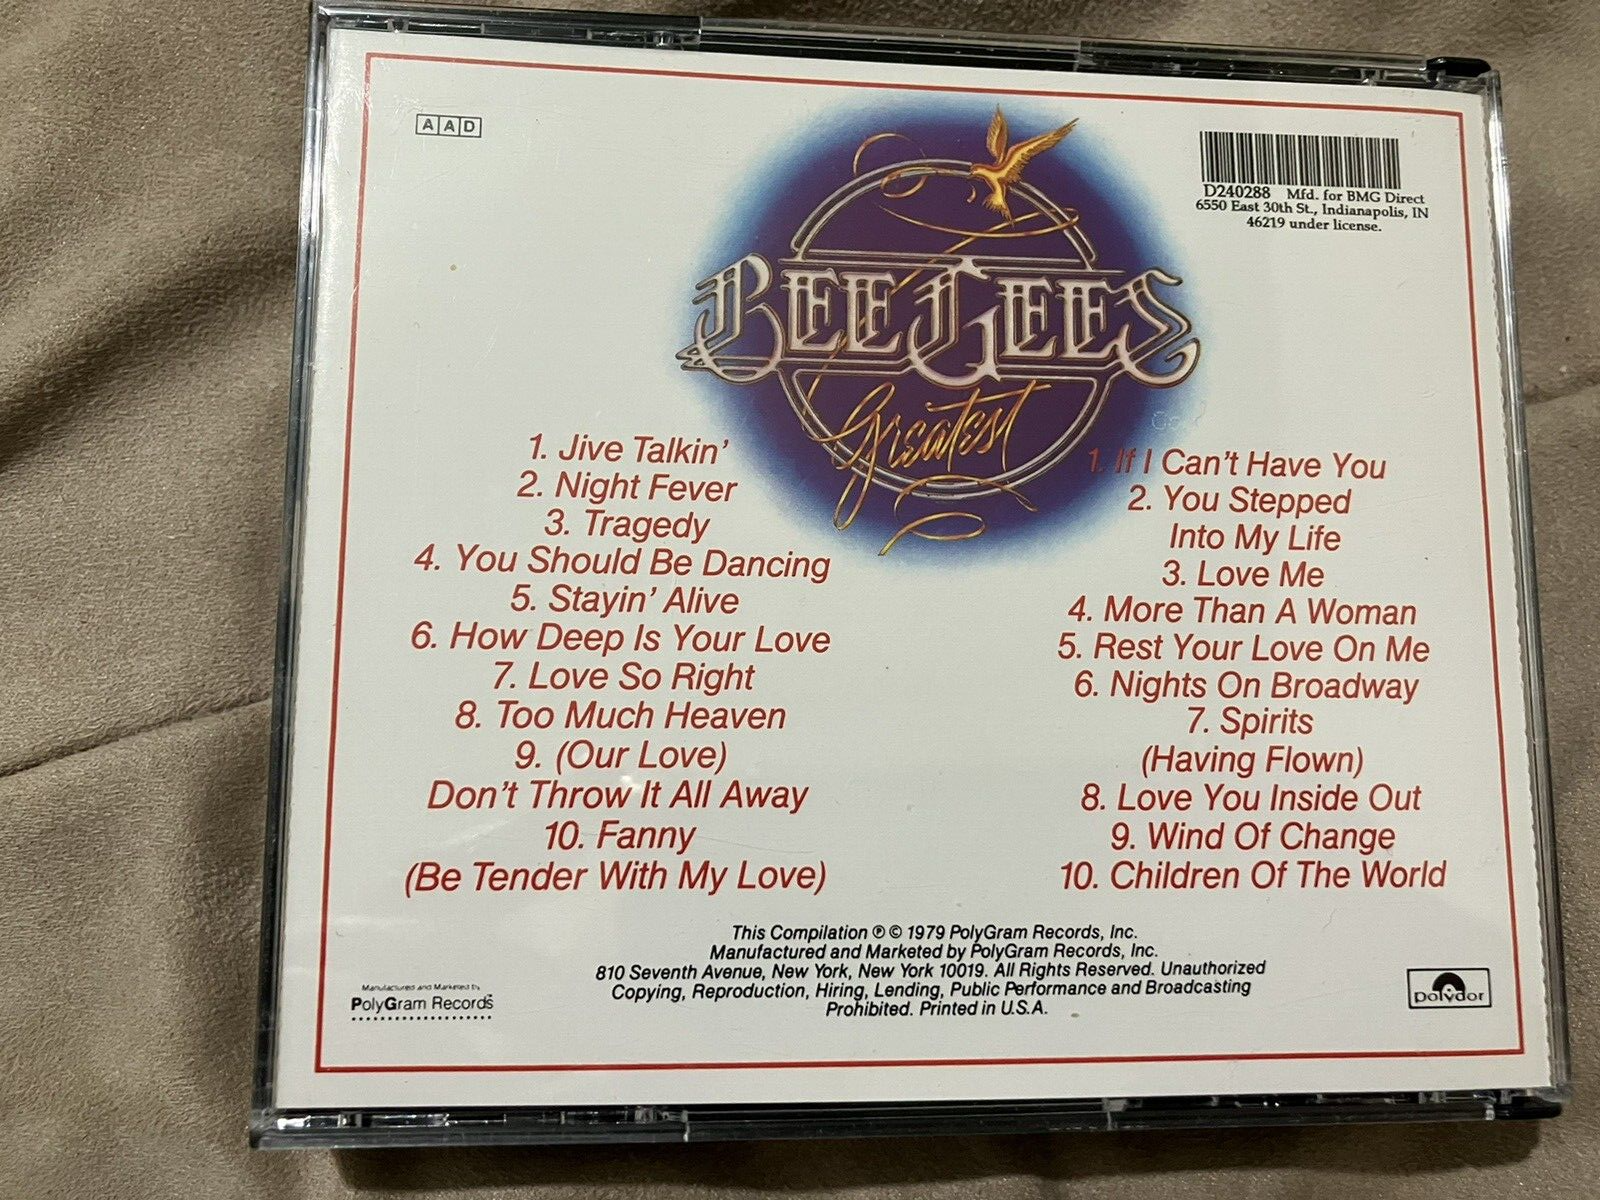 AAD
D240288 Mfd. for BMG Direct
6550 East 30th St., Indianapolis, IN
46219 under license.
BEE GEES
Greatest
1. Jive Talkin'
2. Night Fever
3. Tragedy
4. You Should Be Dancing
5. Stayin' Alive
6. How Deep Is Your Love
7. Love So Right
8. Too Much Heaven
9. (Our Love)
Don't Throw It All Away
10. Fanny
(Be Tender With My Love)
1. If I Can't Have You
2. You Stepped
Into My Life
3. Love Me
4. More Than A Woman
5. Rest Your Love On Me
6. Nights On Broadway
7. Spirits
(Having Flown)
8. Love You Inside Out
9. Wind Of Change
10. Children Of The World
This Compilation ℗ © 1979 PolyGram Records, Inc.
Manufactured and Marketed by PolyGram Records, Inc.
810 Seventh Avenue, New York, New York 10019. All Rights Reserved. Unauthorized
Copying, Reproduction, Hiring, Lending, Public Performance and Broadcasting
Prohibited. Printed in U.S.A.
Manufactured and Marketed by
PolyGram Records
polydor